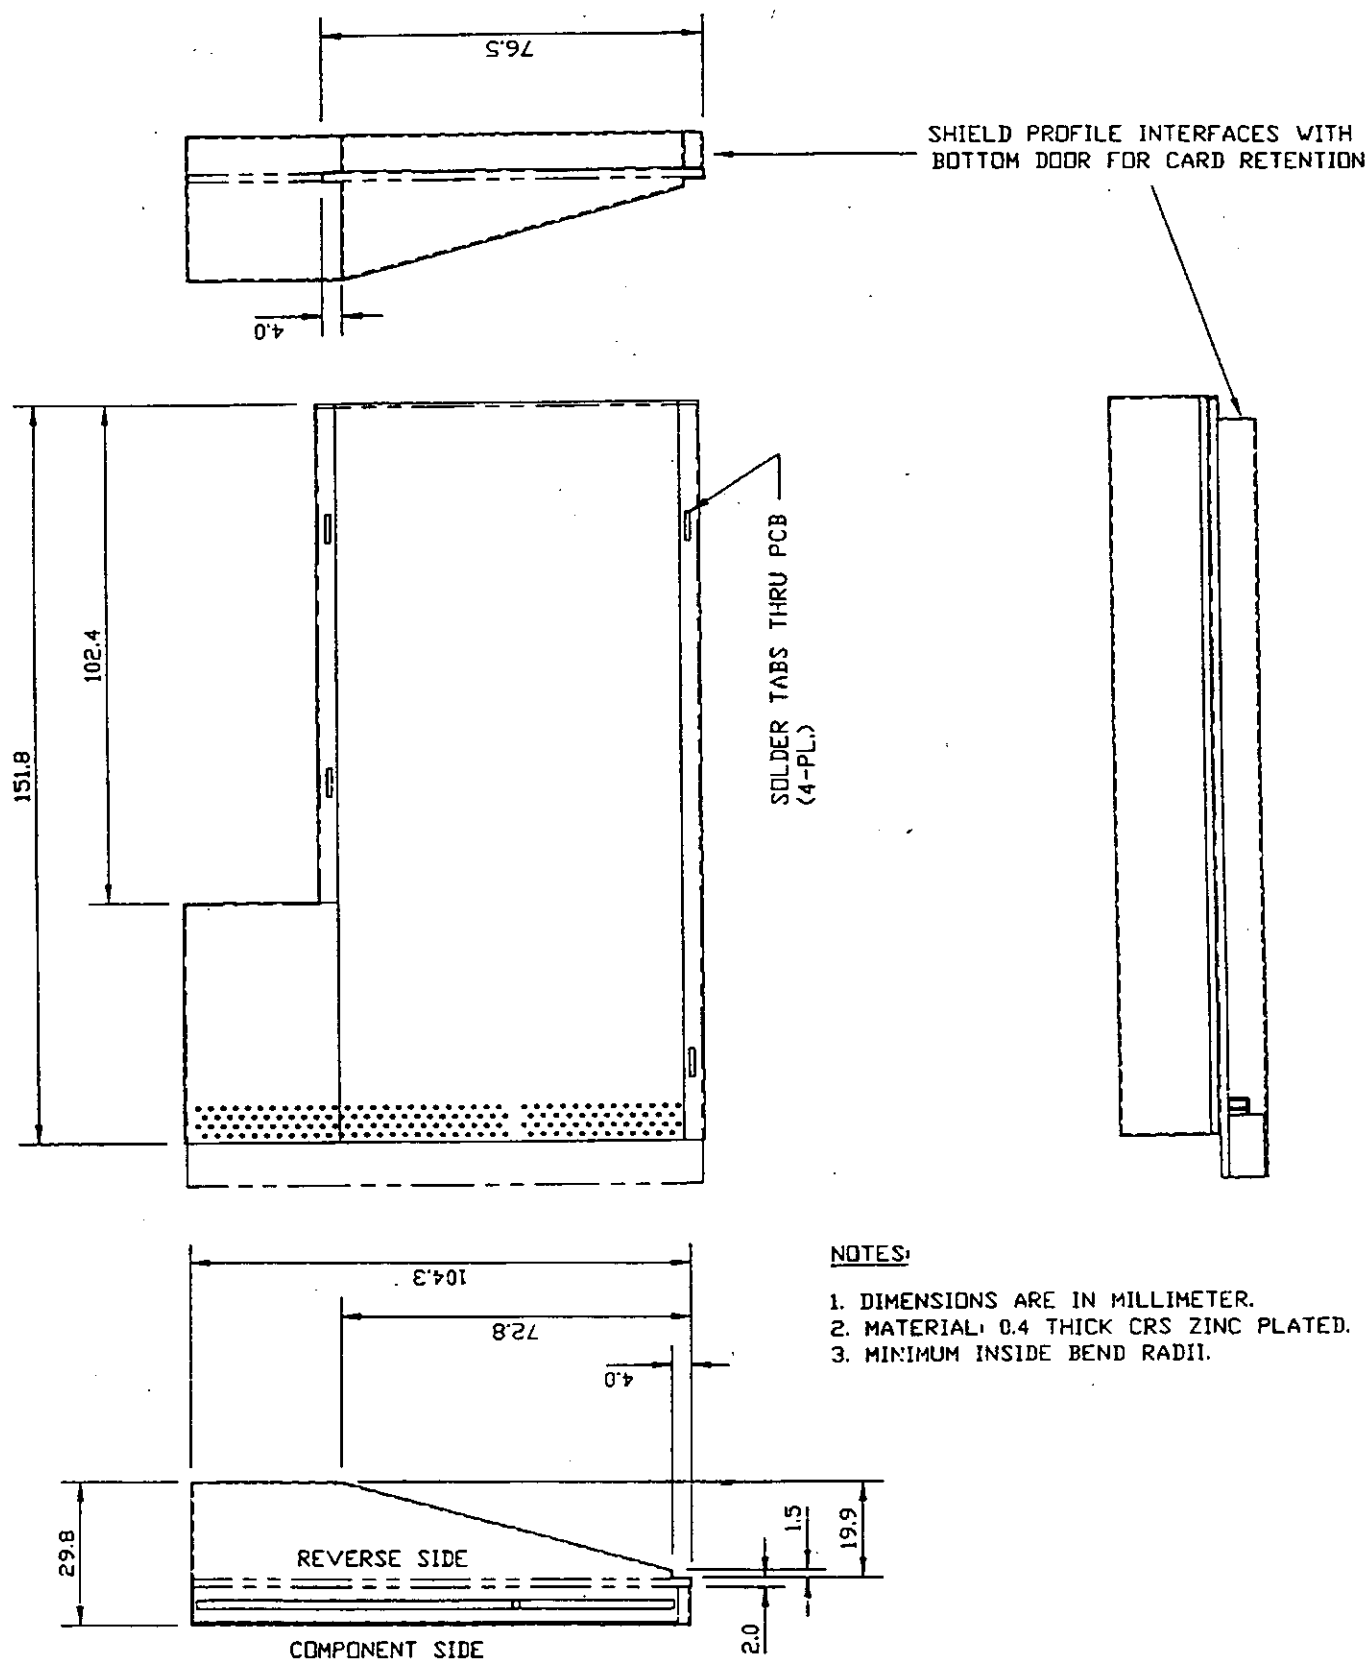 76.5
SHIELD PROFILE INTERFACES WITH
BOTTOM DOOR FOR CARD RETENTION
4.0
151.8
102.4
SOLDER TABS THRU PCB
(4-PL.)
104.3
72.8
4.0
NOTES:
1. DIMENSIONS ARE IN MILLIMETER.
2. MATERIAL: 0.4 THICK CRS ZINC PLATED.
3. MINIMUM INSIDE BEND RADII.
29.8
REVERSE SIDE
1.5
19.9
2.0
COMPONENT SIDE